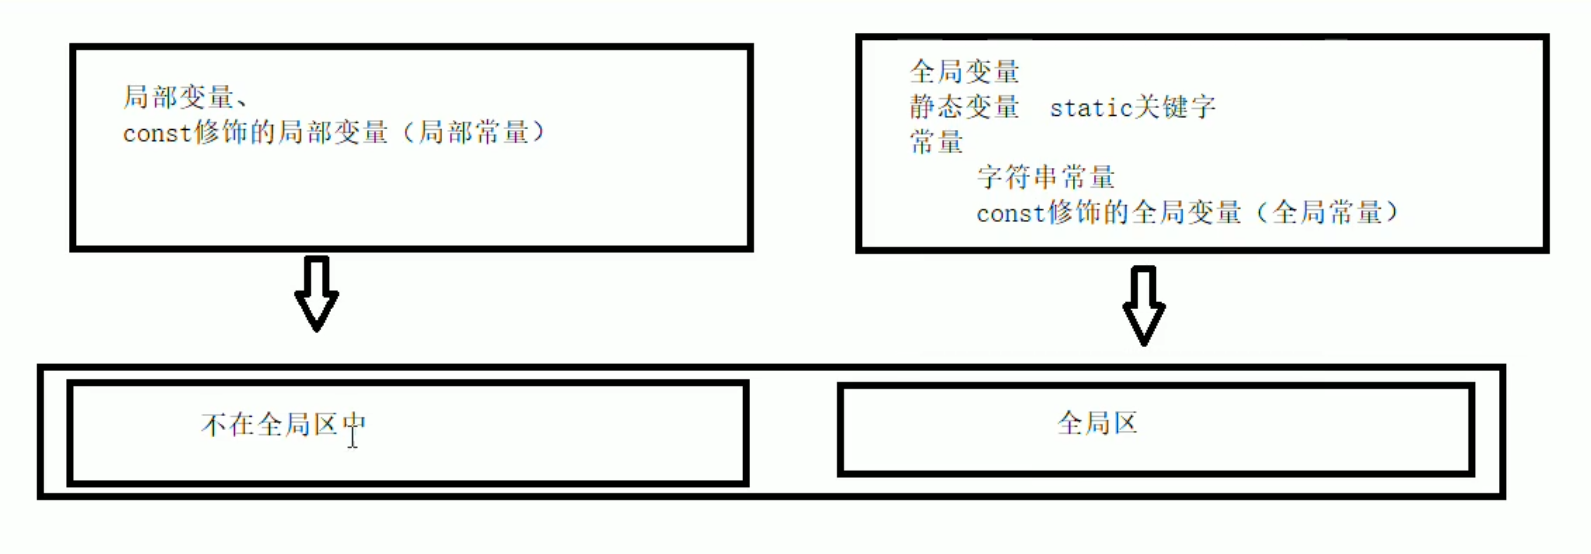 局部变量、
const修饰的局部变量（局部常量）
全局变量
静态变量  static关键字
常量
字符串常量
const修饰的全局变量（全局常量）
不在全局区中
全局区